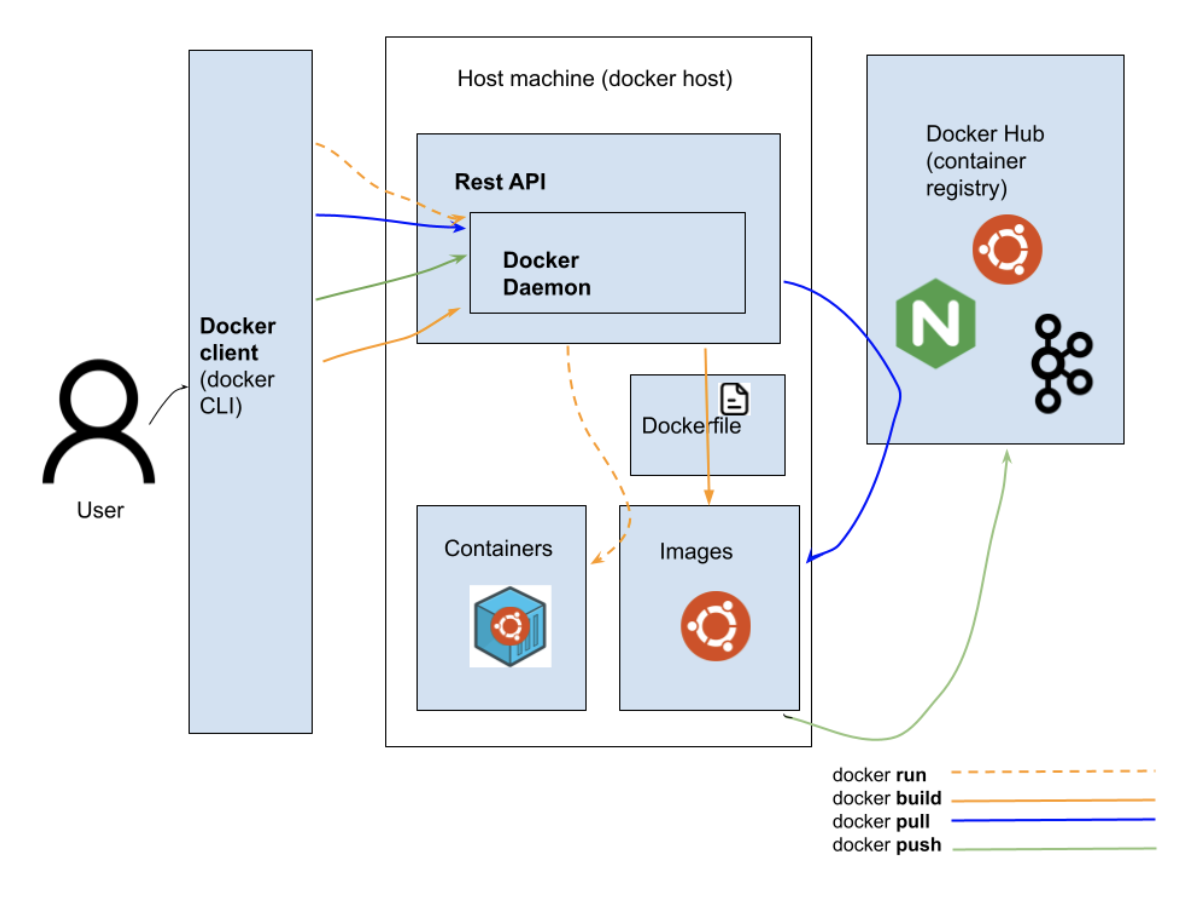 Host machine (docker host)
Docker Hub
(container
registry)
Rest API
Docker
Daemon
Docker
client
(docker
CLI)
Dockerfile
User
Containers
Images
docker run
docker build
docker pull
docker push